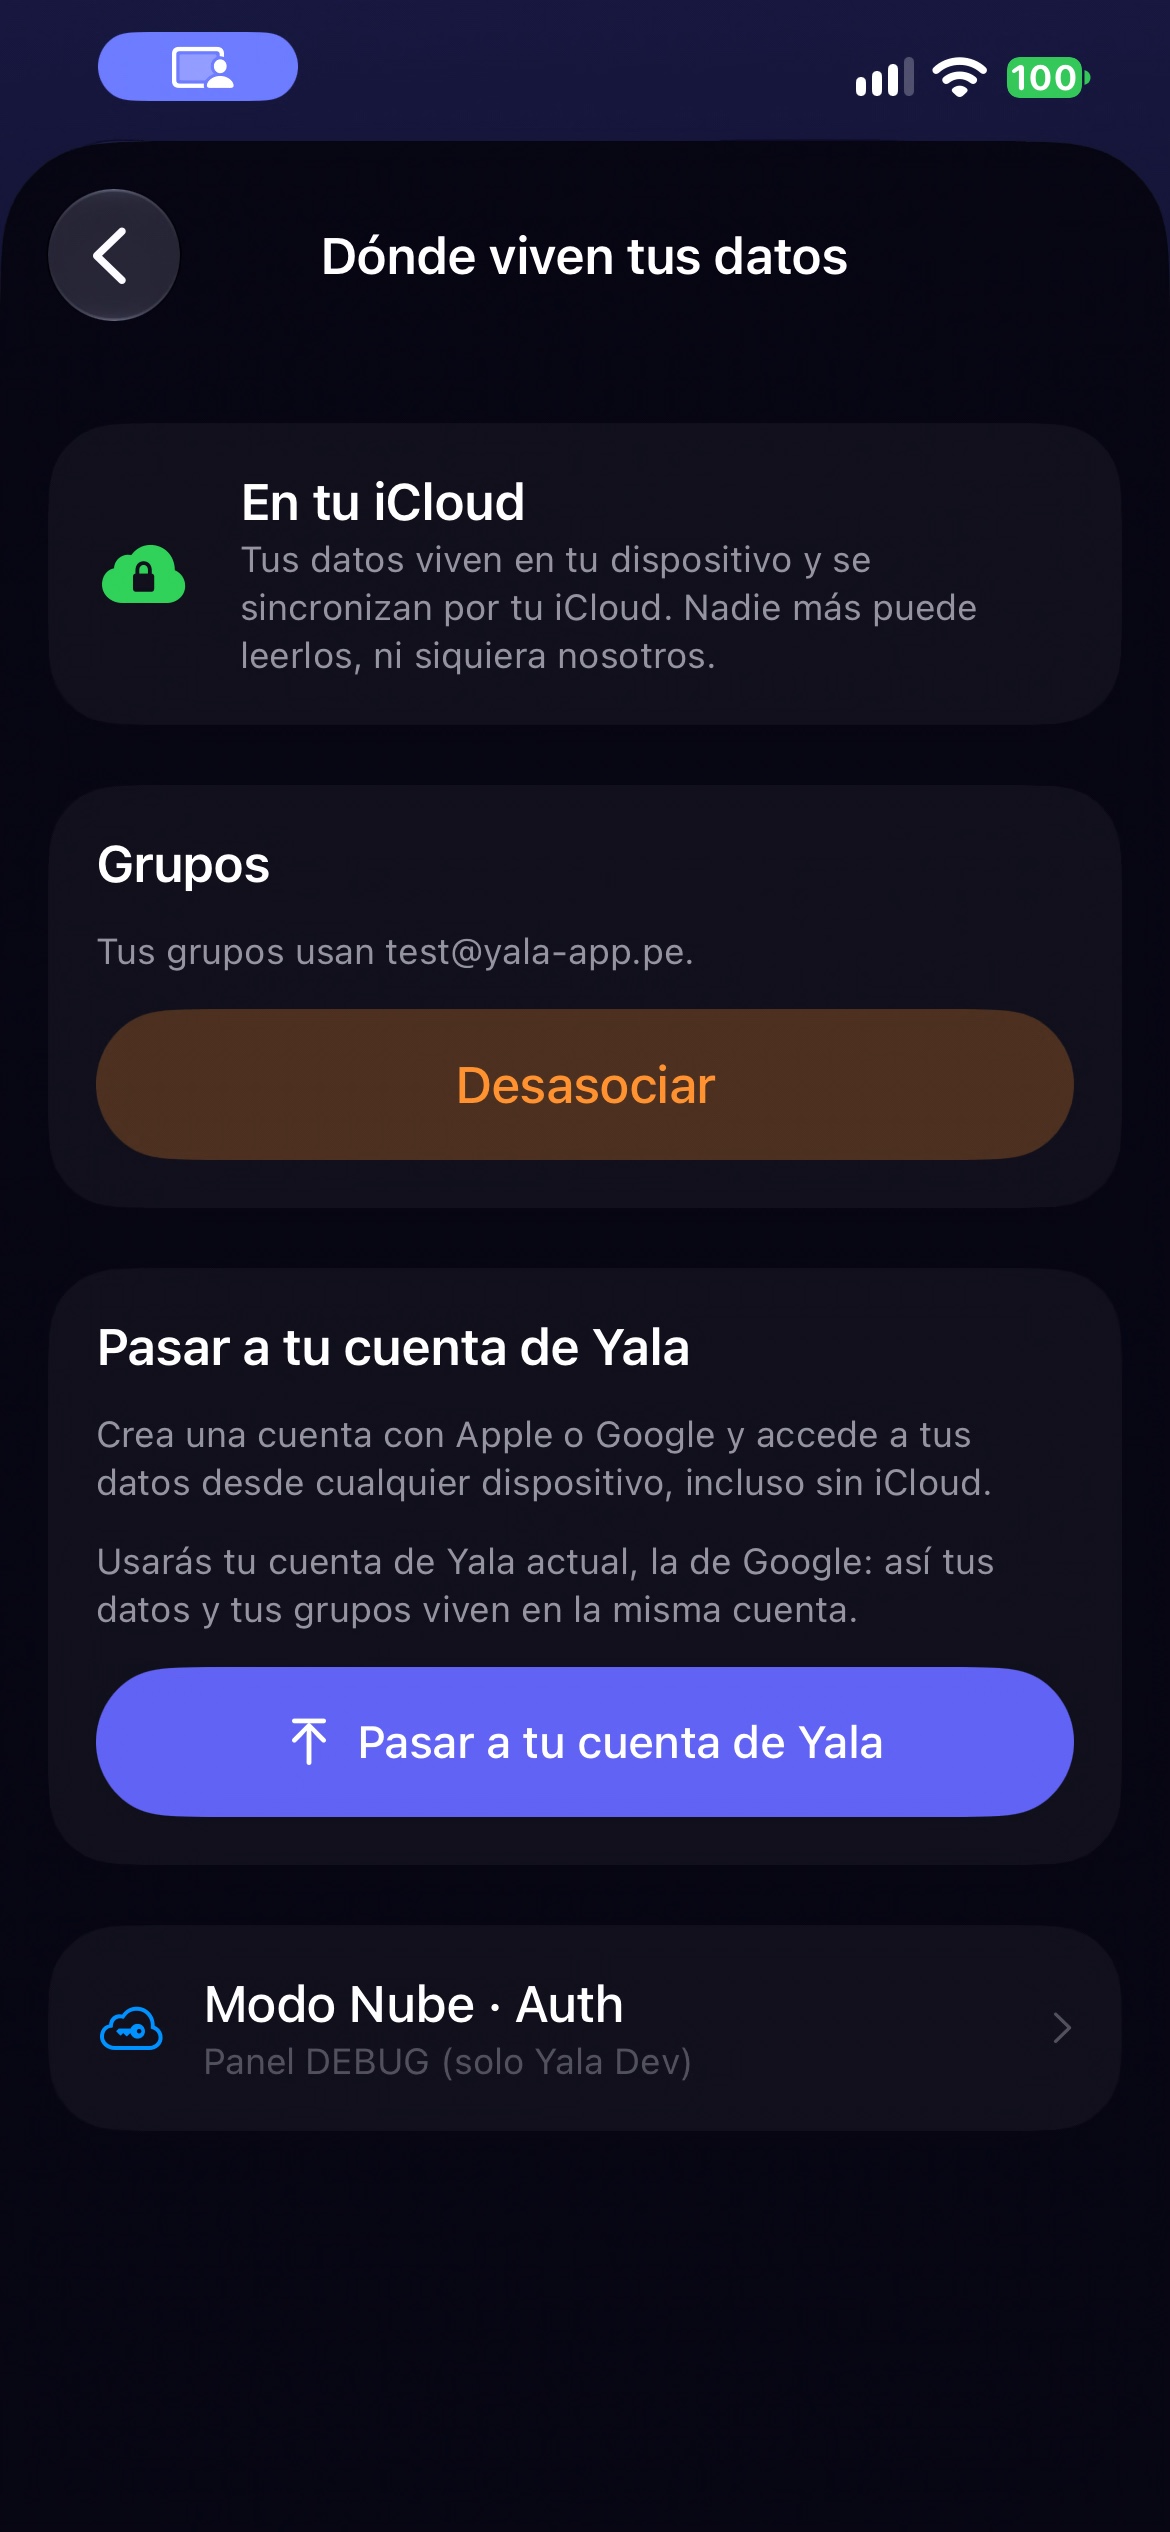 100
Dónde viven tus datos
En tu iCloud
Tus datos viven en tu dispositivo y se
sincronizan por tu iCloud. Nadie más puede
leerlos, ni siquiera nosotros.
Grupos
Tus grupos usan test@yala-app.pe.
Desasociar
Pasar a tu cuenta de Yala
Crea una cuenta con Apple o Google y accede a tus
datos desde cualquier dispositivo, incluso sin iCloud.
Usarás tu cuenta de Yala actual, la de Google: así tus
datos y tus grupos viven en la misma cuenta.
Pasar a tu cuenta de Yala
Modo Nube · Auth
Panel DEBUG (solo Yala Dev)